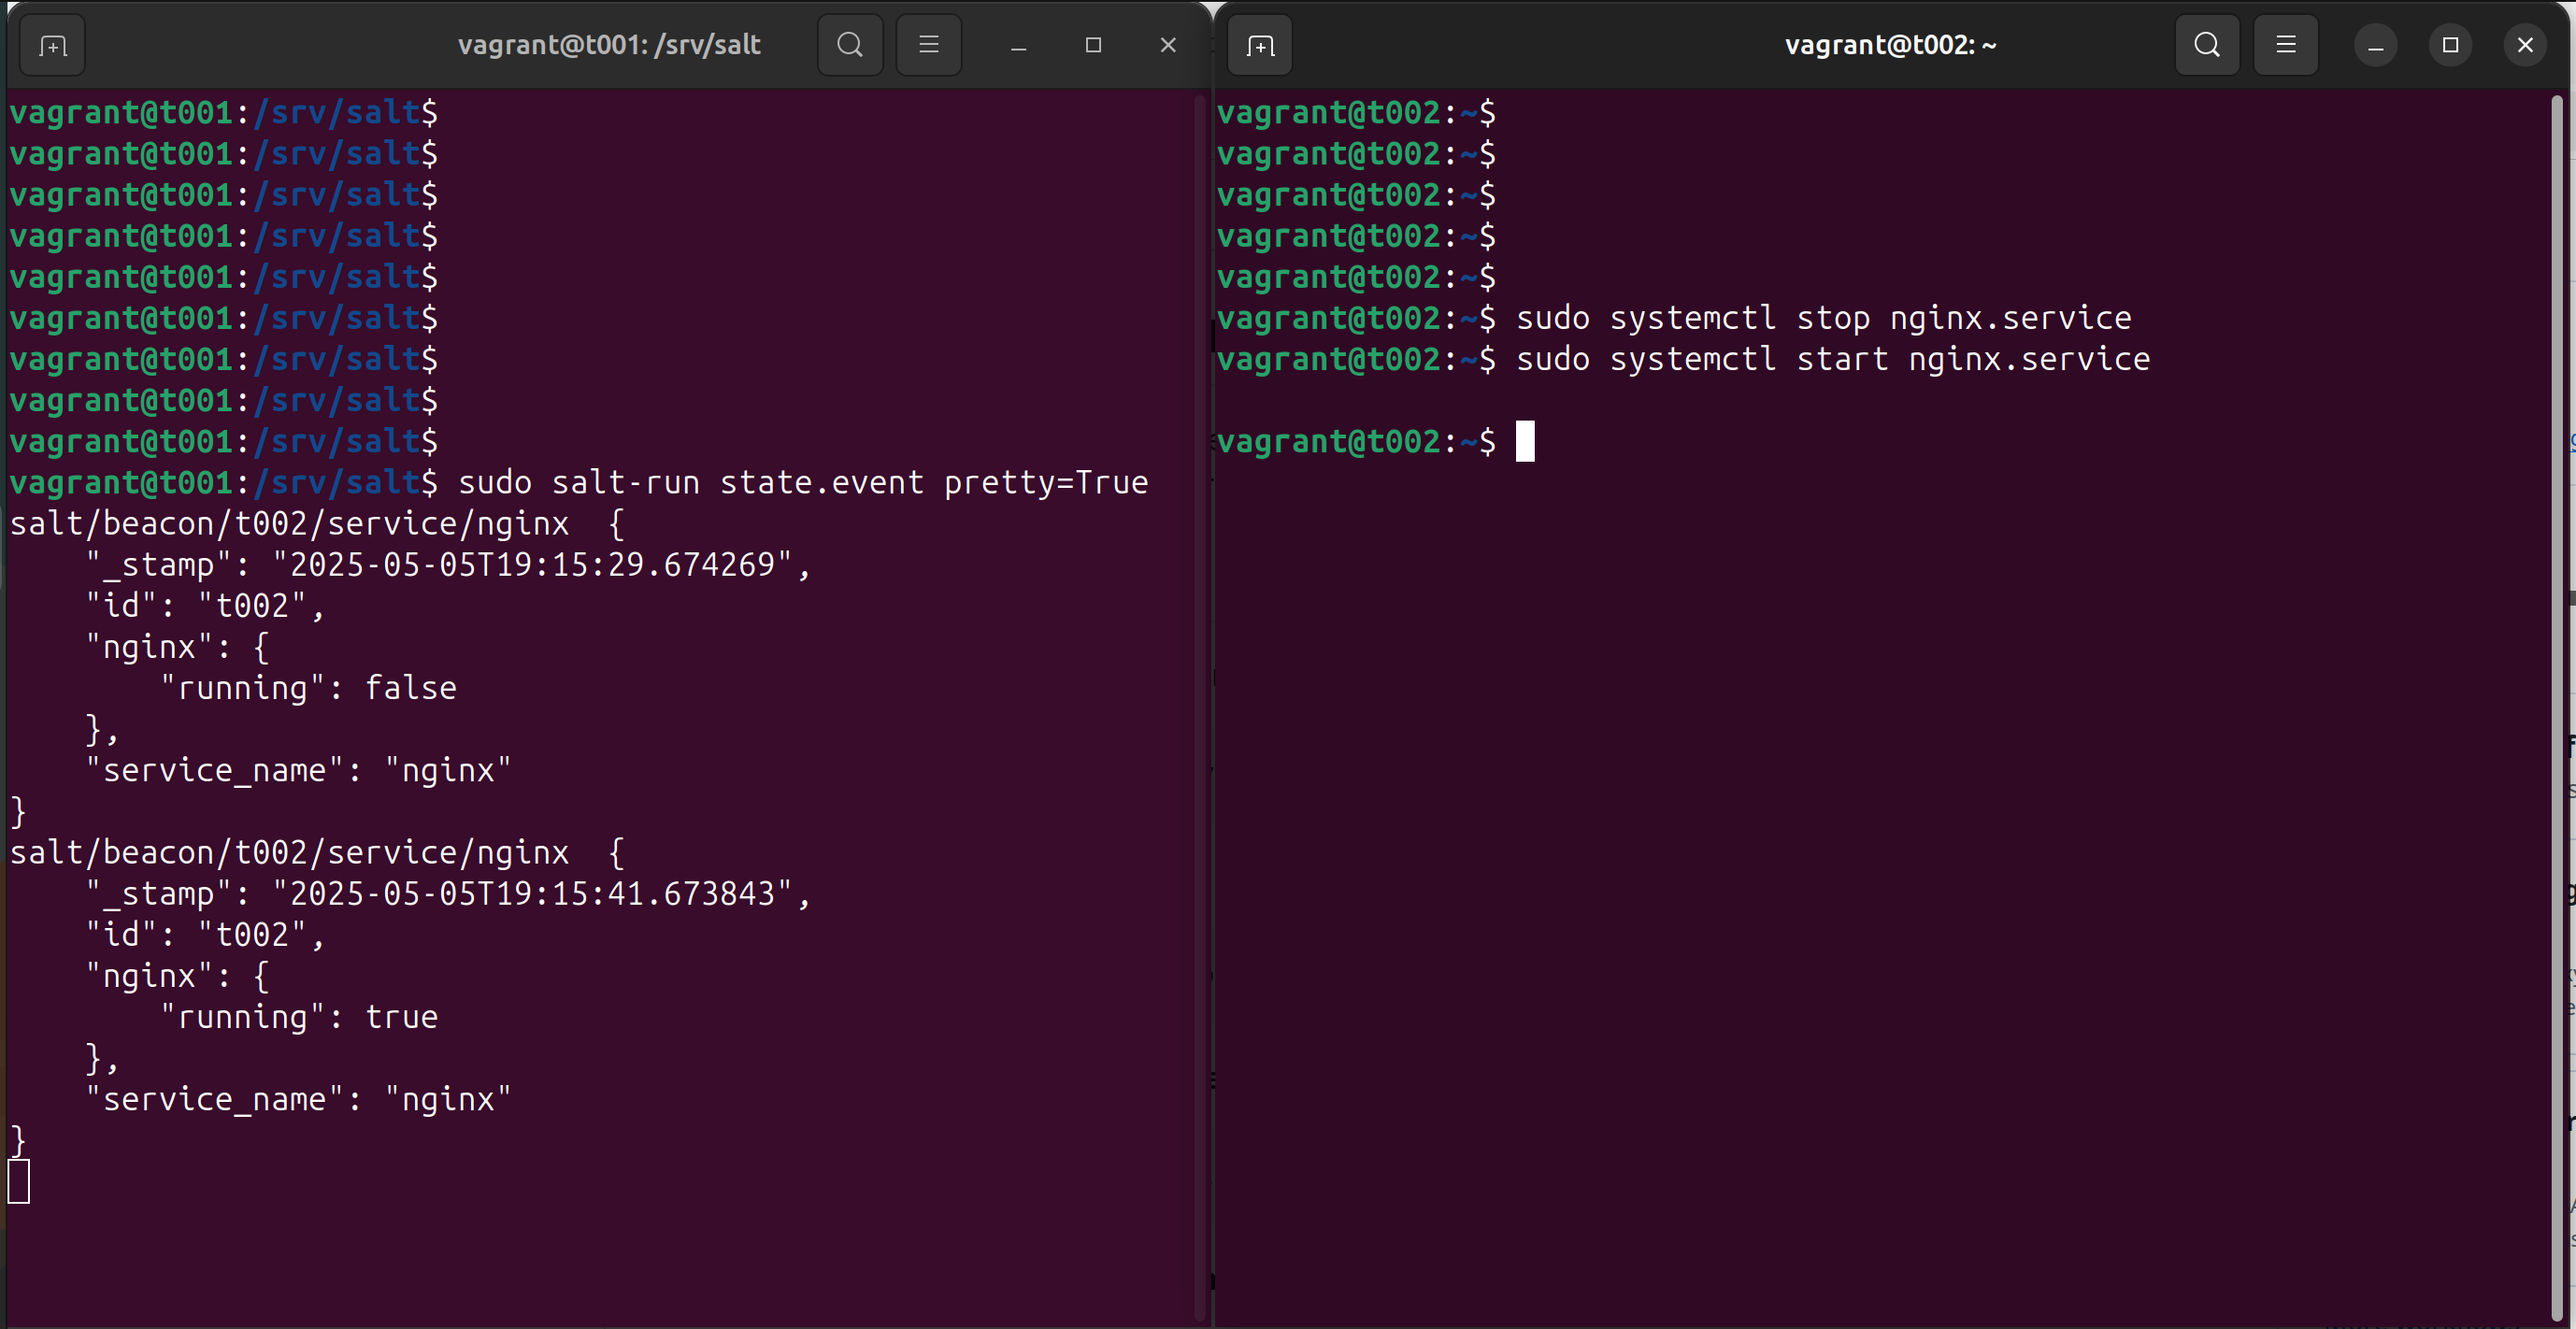 vagrant@t001: /srv/salt
vagrant@t001:/srv/salt$
vagrant@t001:/srv/salt$
vagrant@t001:/srv/salt$
vagrant@t001:/srv/salt$
vagrant@t001:/srv/salt$
vagrant@t001:/srv/salt$
vagrant@t001:/srv/salt$
vagrant@t001:/srv/salt$
vagrant@t001:/srv/salt$
vagrant@t001:/srv/salt$ sudo salt-run state.event pretty=True
salt/beacon/t002/service/nginx  {
    "_stamp": "2025-05-05T19:15:29.674269",
    "id": "t002",
    "nginx": {
        "running": false
    },
    "service_name": "nginx"
}
salt/beacon/t002/service/nginx  {
    "_stamp": "2025-05-05T19:15:41.673843",
    "id": "t002",
    "nginx": {
        "running": true
    },
    "service_name": "nginx"
}
vagrant@t002: ~
vagrant@t002:~$
vagrant@t002:~$
vagrant@t002:~$
vagrant@t002:~$
vagrant@t002:~$
vagrant@t002:~$ sudo systemctl stop nginx.service
vagrant@t002:~$ sudo systemctl start nginx.service
vagrant@t002:~$